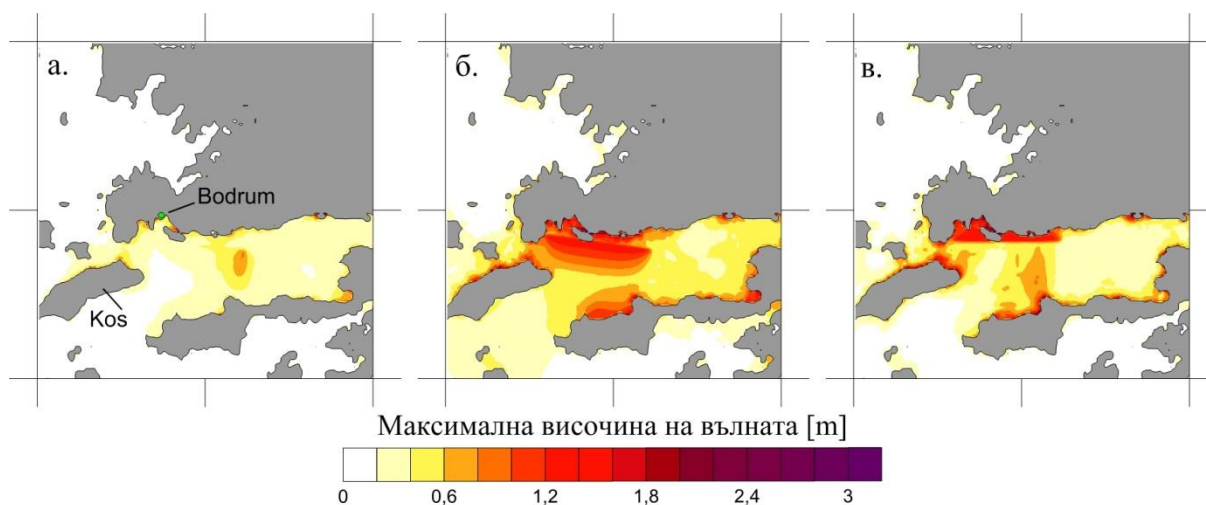 а.
б.
в.
Bodrum
Kos
Максимална височина на вълната [m]
0 0,6 1,2 1,8 2,4 3